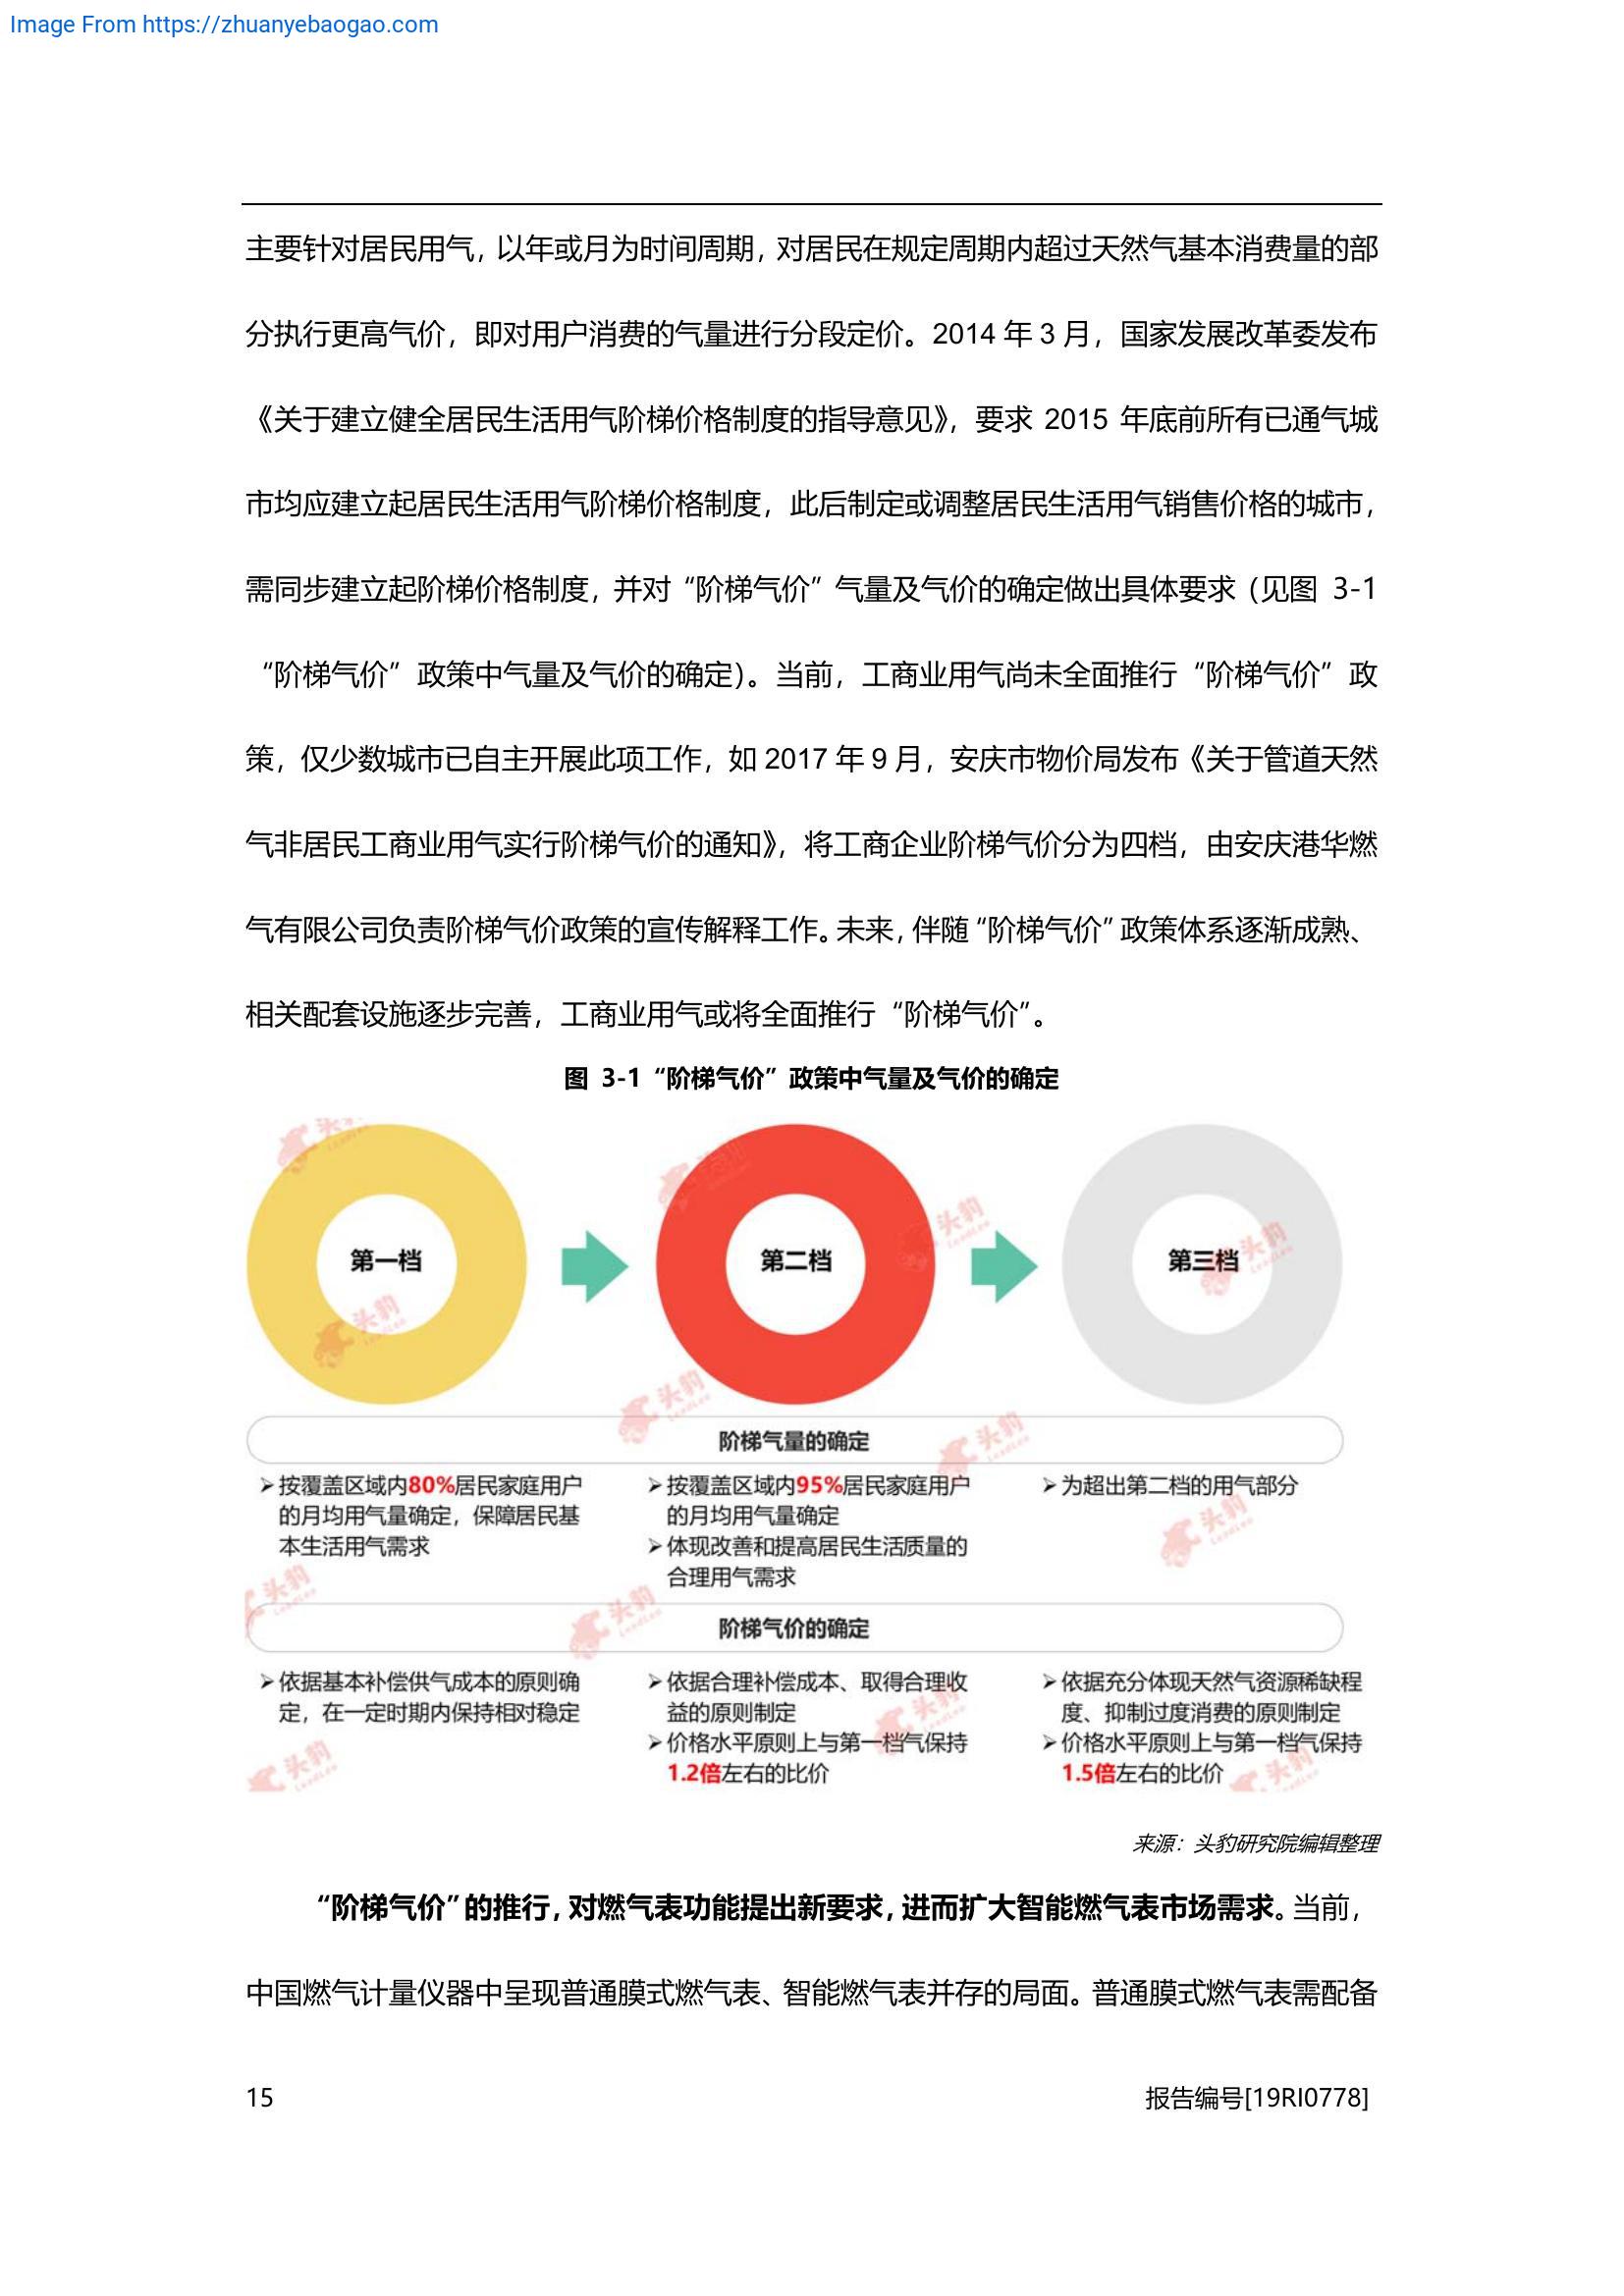 Image From https://zhuanyebaogao.com
主要针对居民用气，以年或月为时间周期，对居民在规定周期内超过天然气基本消费量的部
分执行更高气价，即对用户消费的气量进行分段定价。2014 年 3 月，国家发展改革委发布
《关于建立健全居民生活用气阶梯价格制度的指导意见》，要求 2015 年底前所有已通气城
市均应建立起居民生活用气阶梯价格制度，此后制定或调整居民生活用气销售价格的城市，
需同步建立起阶梯价格制度，并对“阶梯气价”气量及气价的确定做出具体要求（见图 3-1
“阶梯气价”政策中气量及气价的确定）。当前，工商业用气尚未全面推行“阶梯气价”政
策，仅少数城市已自主开展此项工作，如 2017 年 9 月，安庆市物价局发布《关于管道天然
气非居民工商业用气实行阶梯气价的通知》，将工商企业阶梯气价分为四档，由安庆港华燃
气有限公司负责阶梯气价政策的宣传解释工作。未来，伴随“阶梯气价”政策体系逐渐成熟、
相关配套设施逐步完善，工商业用气或将全面推行“阶梯气价”。
图 3-1“阶梯气价”政策中气量及气价的确定
第一档
第二档
第三档
阶梯气量的确定
➢按覆盖区域内80%居民家庭用户
的月均用气量确定，保障居民基
本生活用气需求
➢按覆盖区域内95%居民家庭用户
的月均用气量确定
➢体现改善和提高居民生活质量的
合理用气需求
➢为超出第二档的用气部分
阶梯气价的确定
➢依据基本补偿供气成本的原则确
定，在一定时期内保持相对稳定
➢依据合理补偿成本、取得合理收
益的原则制定
➢价格水平原则上与第一档气保持
1.2倍左右的比价
➢依据充分体现天然气资源稀缺程
度、抑制过度消费的原则制定
➢价格水平原则上与第一档气保持
1.5倍左右的比价
来源：头豹研究院编辑整理
“阶梯气价”的推行，对燃气表功能提出新要求，进而扩大智能燃气表市场需求。当前，
中国燃气计量仪器中呈现普通膜式燃气表、智能燃气表并存的局面。普通膜式燃气表需配备
15
报告编号[19RI0778]
头豹
LeadLeo